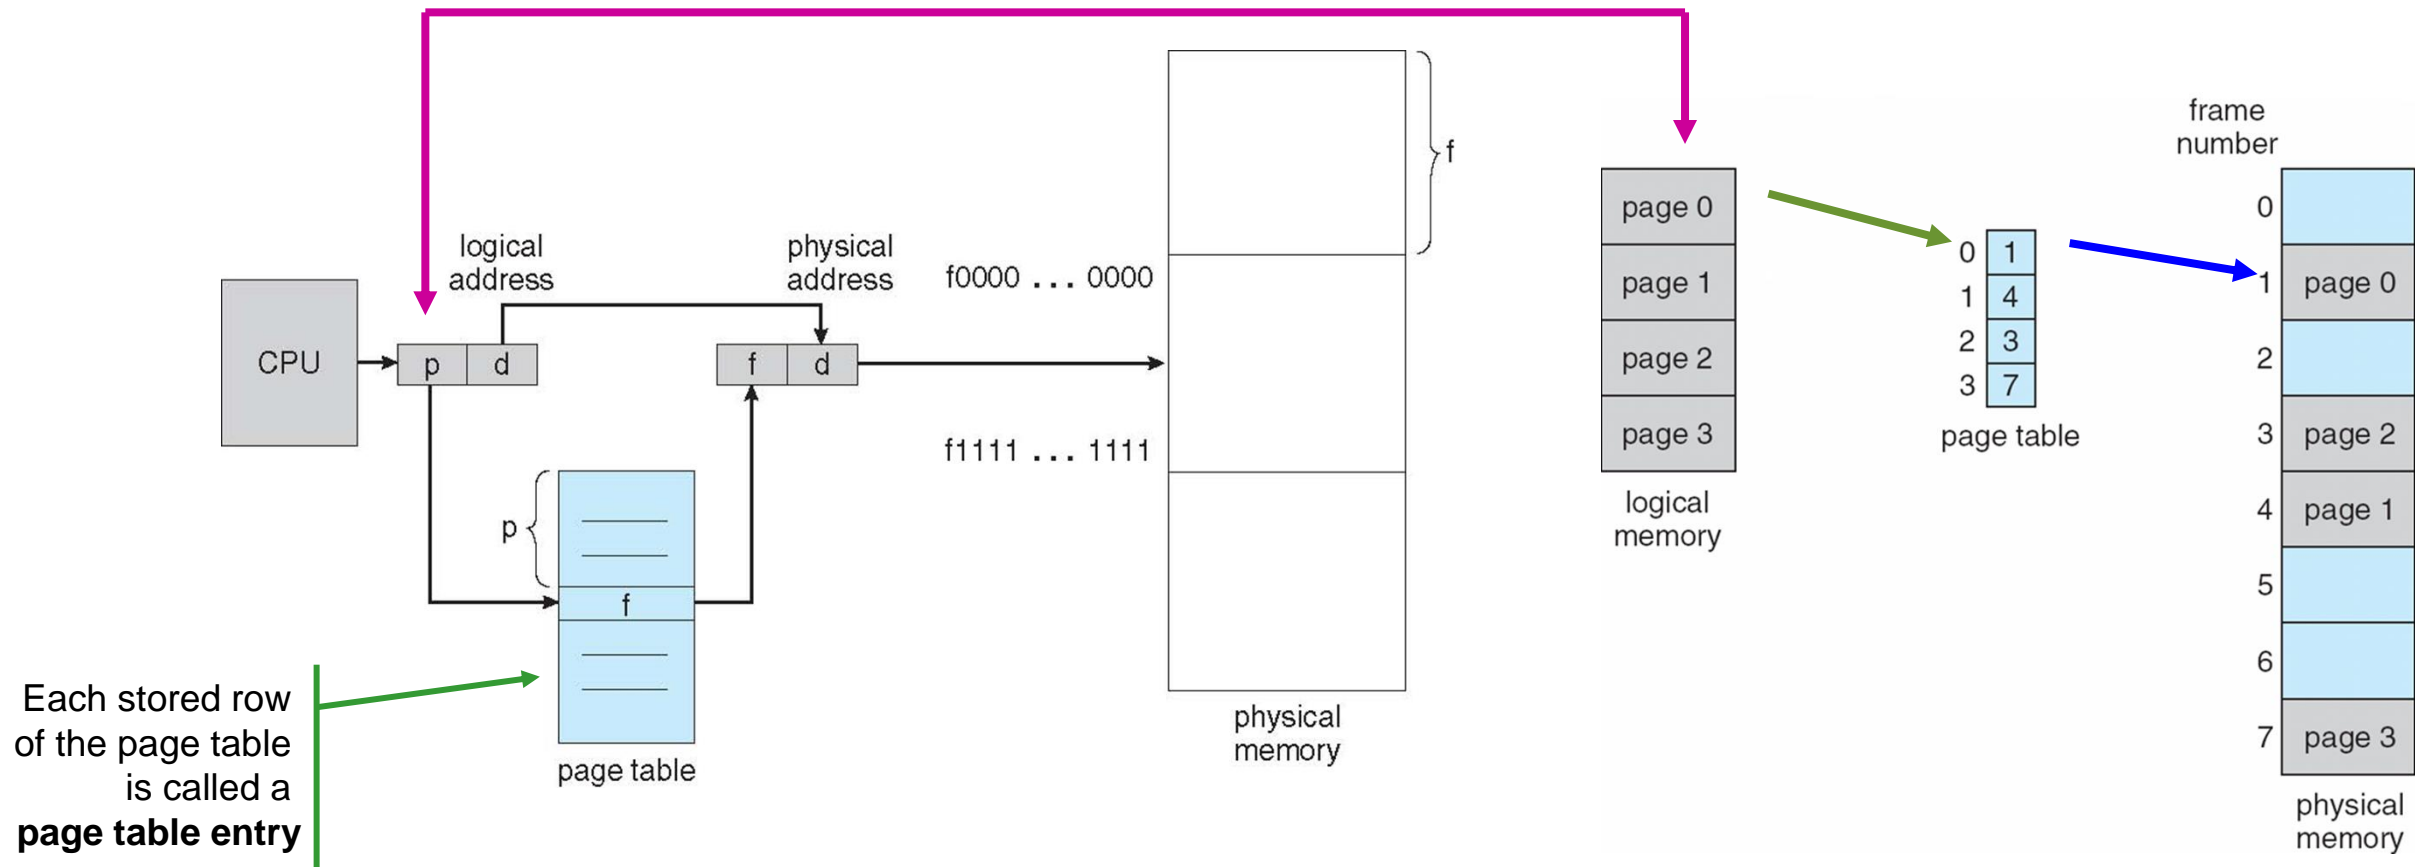 logical
address
physical
address
CPU
p
d
f
d
p
f
page table
f0000 ... 0000
f1111 ... 1111
f
physical
memory
Each stored row
of the page table
is called a
page table entry
page 0
page 1
page 2
page 3
logical
memory
0 1
1 4
2 3
3 7
page table
frame
number
0
1 page 0
2
3 page 2
4 page 1
5
6
7 page 3
physical
memory